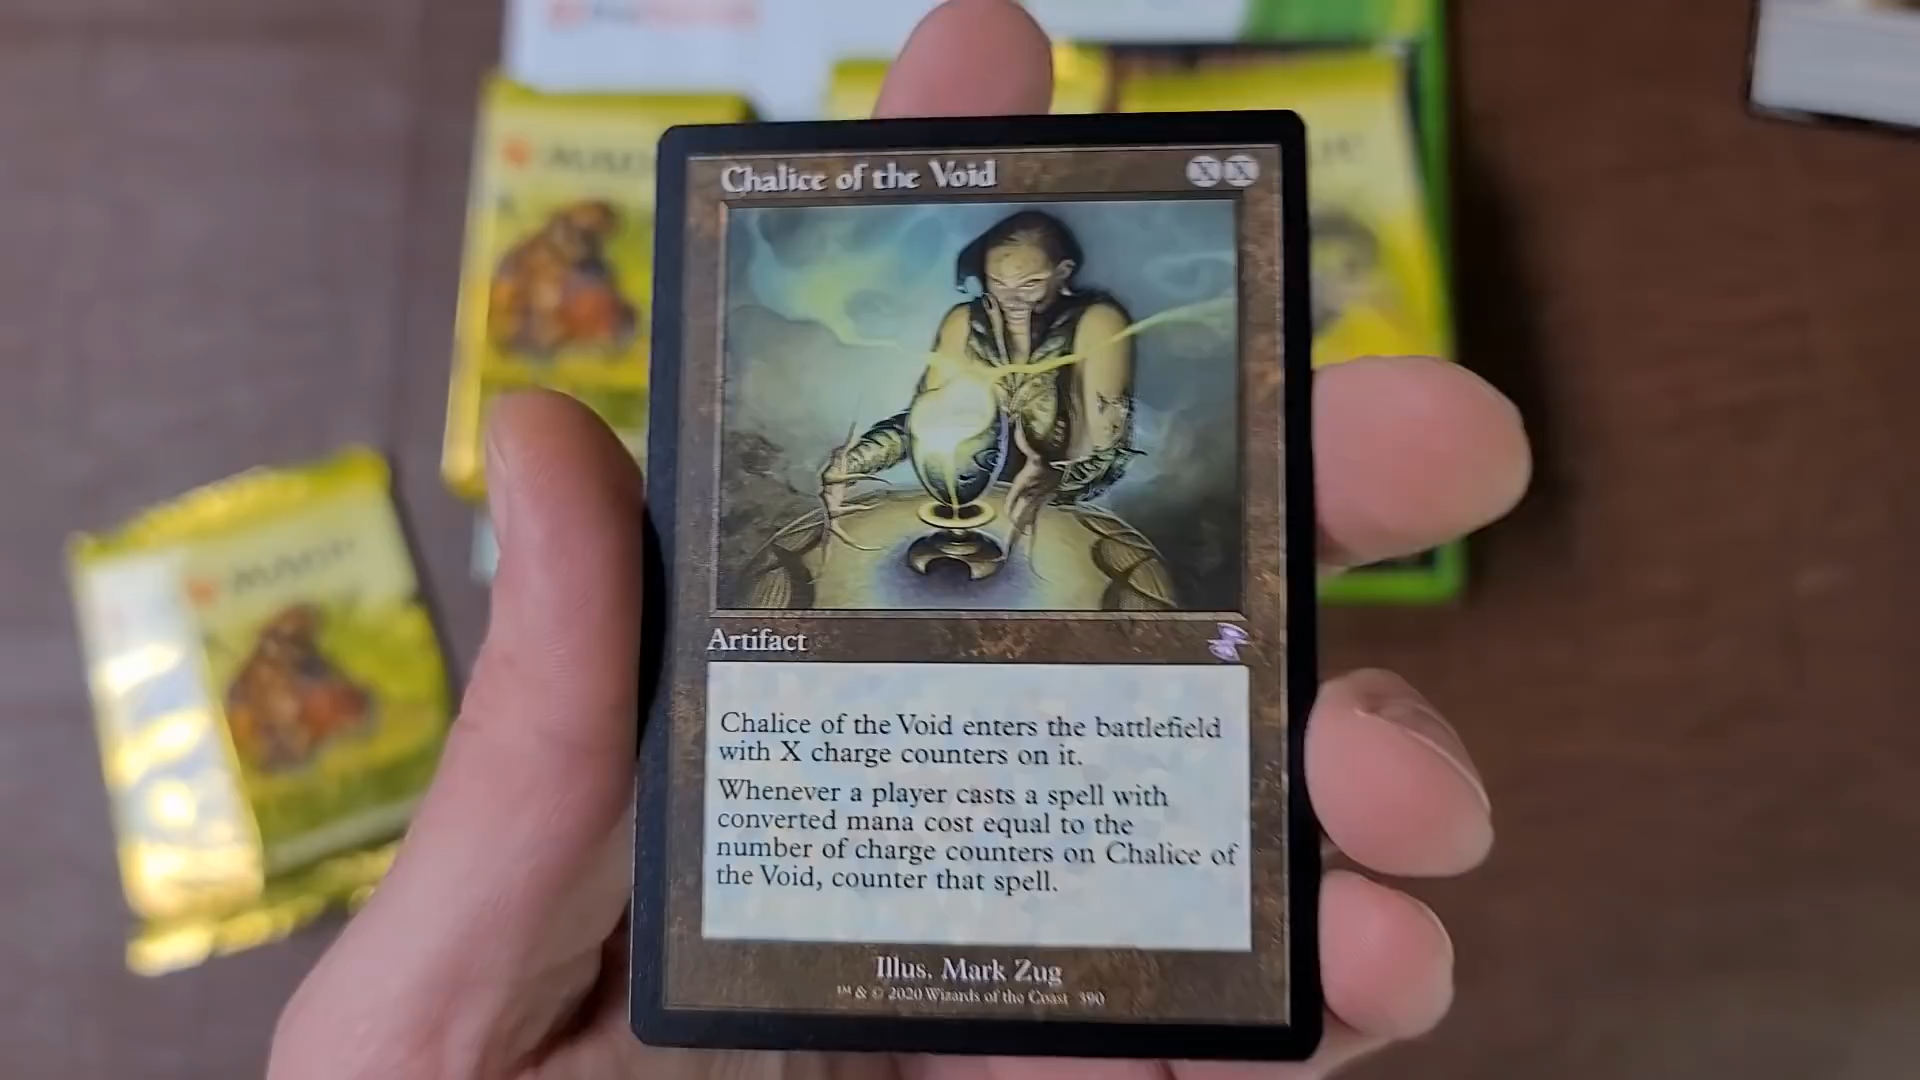 Chalice of the Void XX
Artifact
Chalice of the Void enters the battlefield
with X charge counters on it.
Whenever a player casts a spell with
converted mana cost equal to the
number of charge counters on Chalice of
the Void, counter that spell.
Illus. Mark Zug
™ & © 2020 Wizards of the Coast 390